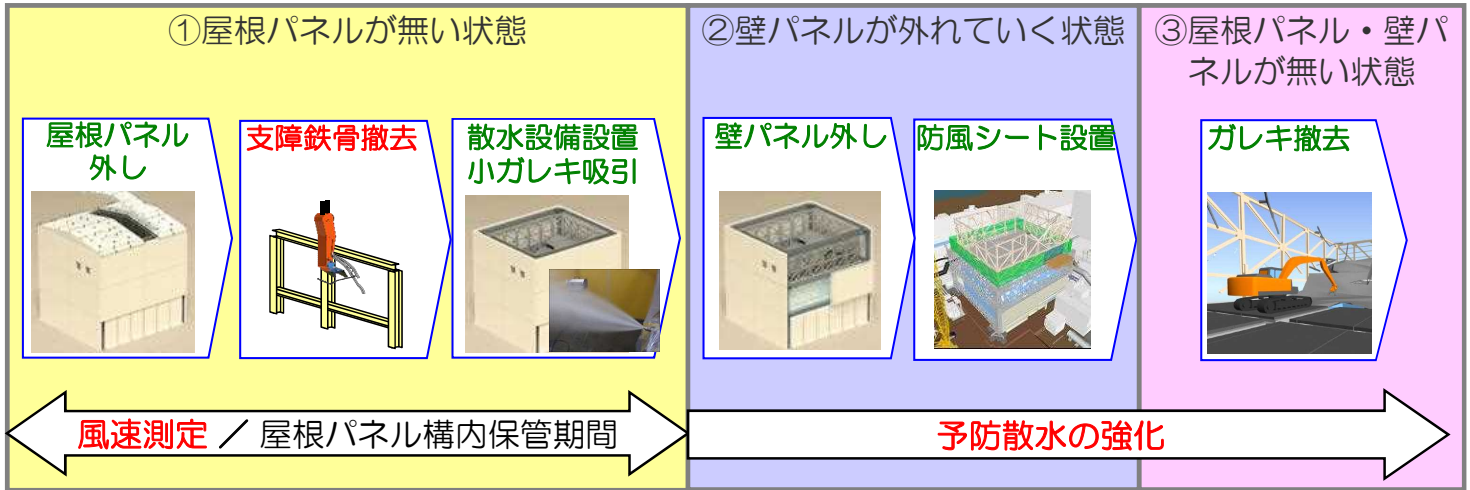 ①屋根パネルが無い状態
②壁パネルが外れていく状態
③屋根パネル・壁パ
ネルが無い状態
屋根パネル
外し
支障鉄骨撤去
散水設備設置
小ガレキ吸引
壁パネル外し
防風シート設置
ガレキ撤去
風速測定 ／ 屋根パネル構内保管期間
予防散水の強化